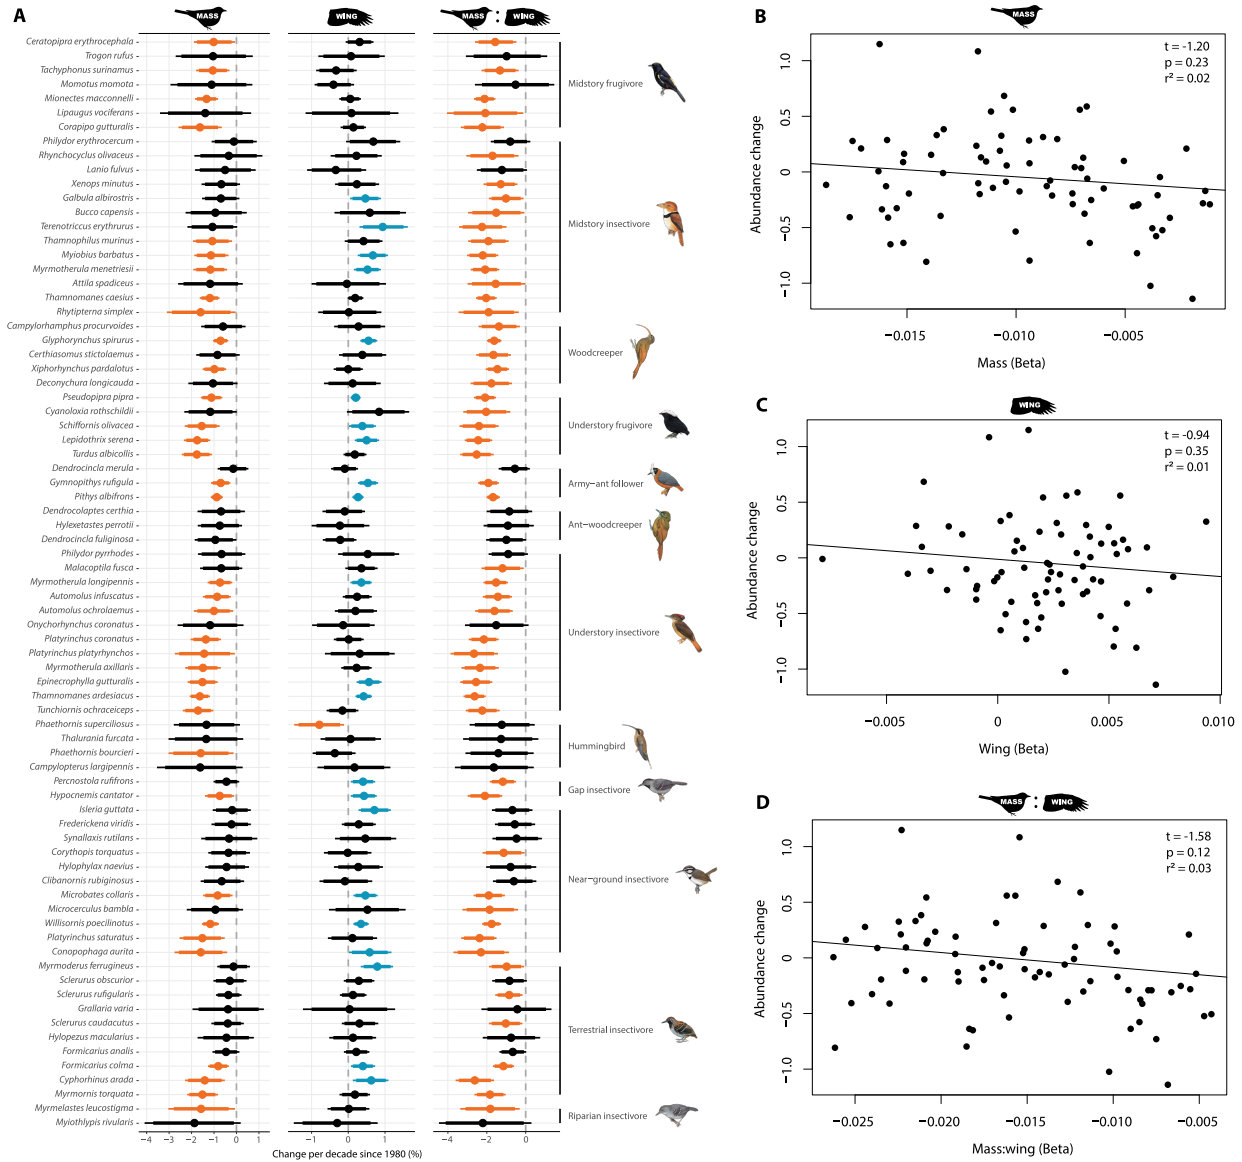 A
MASS
WING
MASS : WING
Ceratopipra erythrocephala
Trogon rufus
Tachyphonus surinamus
Momotus momota
Mionectes macconnelli
Lipaugus vociferans
Corapipo gutturalis
Midstory frugivore
Philydor erythrocercum
Rhynchocyclus olivaceus
Lanio fulvus
Xenops minutus
Galbula albirostris
Bucco capensis
Terenotriccus erythrurus
Thamnophilus murinus
Myiobius barbatus
Myrmotherula menetriesii
Attila spadiceus
Thamnomanes caesius
Rhytipterna simplex
Midstory insectivore
Campylorhamphus procurvoides
Glyphorynchus spirurus
Certhiasomus stictolaemus
Xiphorhynchus pardalotus
Deconychura longicauda
Woodcreeper
Pseudopipra pipra
Cyanoloxia rothschildii
Schiffornis olivacea
Lepidothrix serena
Turdus albicollis
Understory frugivore
Dendrocincla merula
Gymnopithys rufigula
Pithys albifrons
Army-ant follower
Dendrocolaptes certhia
Hylexetastes perrotii
Dendrocincla fuliginosa
Ant-woodcreeper
Philydor pyrrhodes
Malacoptila fusca
Myrmotherula longipennis
Automolus infuscatus
Automolus ochrolaemus
Onychorhynchus coronatus
Platyrinchus coronatus
Platyrinchus platyrhynchos
Myrmotherula axillaris
Epinecrophylla gutturalis
Thamnomanes ardesiacus
Tunchiornis ochraceiceps
Understory insectivore
Phaethornis superciliosus
Thalurania furcata
Phaethornis bourcieri
Campylopterus largipennis
Hummingbird
Percnostola rufifrons
Hypocnemis cantator
Gap insectivore
Isleria guttata
Frederickena viridis
Synallaxis rutilans
Corythopis torquatus
Hylophylax naevius
Clibanornis rubiginosus
Microbates collaris
Microcerculus bambla
Willisornis poecilinotus
Platyrinchus saturatus
Conopophaga aurita
Near-ground insectivore
Myrmoderus ferrugineus
Sclerurus obscurior
Sclerurus rufigularis
Grallaria varia
Sclerurus caudacutus
Hylopezus macularius
Formicarius analis
Formicarius colma
Cyphorhinus arada
Myrmornis torquata
Terrestrial insectivore
Myrmelastes leucostigma
Myiothlypis rivularis
Riparian insectivore
−4 −3 −2 −1 0 1
−2 0 2
−4 −2 0
Change per decade since 1980 (%)
B
MASS
t = -1.20
p = 0.23
r² = 0.02
Abundance change
1.0
0.5
0
−0.5
−1.0
−0.015 −0.010 −0.005
Mass (Beta)
C
WING
t = -0.94
p = 0.35
r² = 0.01
Abundance change
1.0
0.5
0
−0.5
−1.0
−0.005 0 0.005 0.010
Wing (Beta)
D
MASS : WING
t = -1.58
p = 0.12
r² = 0.03
Abundance change
1.0
0.5
0
−0.5
−1.0
−0.025 −0.020 −0.015 −0.010 −0.005
Mass:wing (Beta)